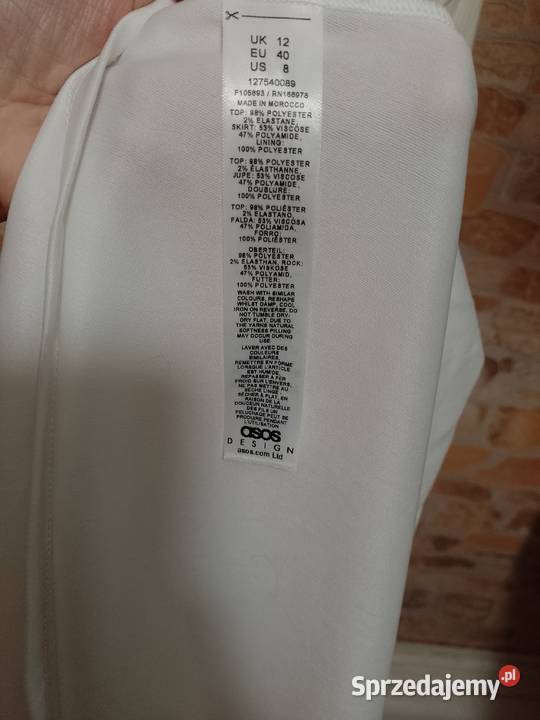 UK 12
EU 40
US 8
127540089
F105693 / RN168978
MADE IN MOROCCO
TOP: 98% POLYESTER
2% ELASTANE,
SKIRT: 53% VISCOSE
47% POLYAMIDE,
LINING:
100% POLYESTER
TOP: 98% POLYESTER
2% ÉLASTHANNE,
JUPE: 53% VISCOSE
47% POLYAMIDE,
DOUBLURE:
100% POLYESTER
TOP: 98% POLIÉSTER
2% ELASTANO,
FALDA: 53% VISCOSA
47% POLIAMIDA,
FORRO:
100% POLIÉSTER
OBERTEIL:
98% POLYESTER
2% ELASTHAN, ROCK:
53% VISKOSE
47% POLYAMID,
FUTTER:
100% POLYESTER
WASH WITH SIMILAR
COLOURS, RESHAPE
WHILST DAMP, COOL
IRON ON REVERSE, DO
NOT TUMBLE DRY-
DRY FLAT, DUE TO
THE YARNS NATURAL
SOFTNESS PILLING
MAY OCCUR DURING
USE
LAVER AVEC DES
COULEURS
SIMILAIRES,
REMETTRE EN FORME
LORSQUE L'ARTICLE
EST HUMIDE,
REPASSER À FER
FROID SUR L'ENVERS,
NE PAS METTRE AU
SÈCHE LINGE
SÉCHER À PLAT, EN
RAISON DE LA
DOUCEUR NATURELLE
DES FILS UN
PELUCHAGE PEUT SE
PRODUIRE PENDANT
L'UTILISATION
asos
DESIGN
asos.com Ltd
Sprzedajemy.pl